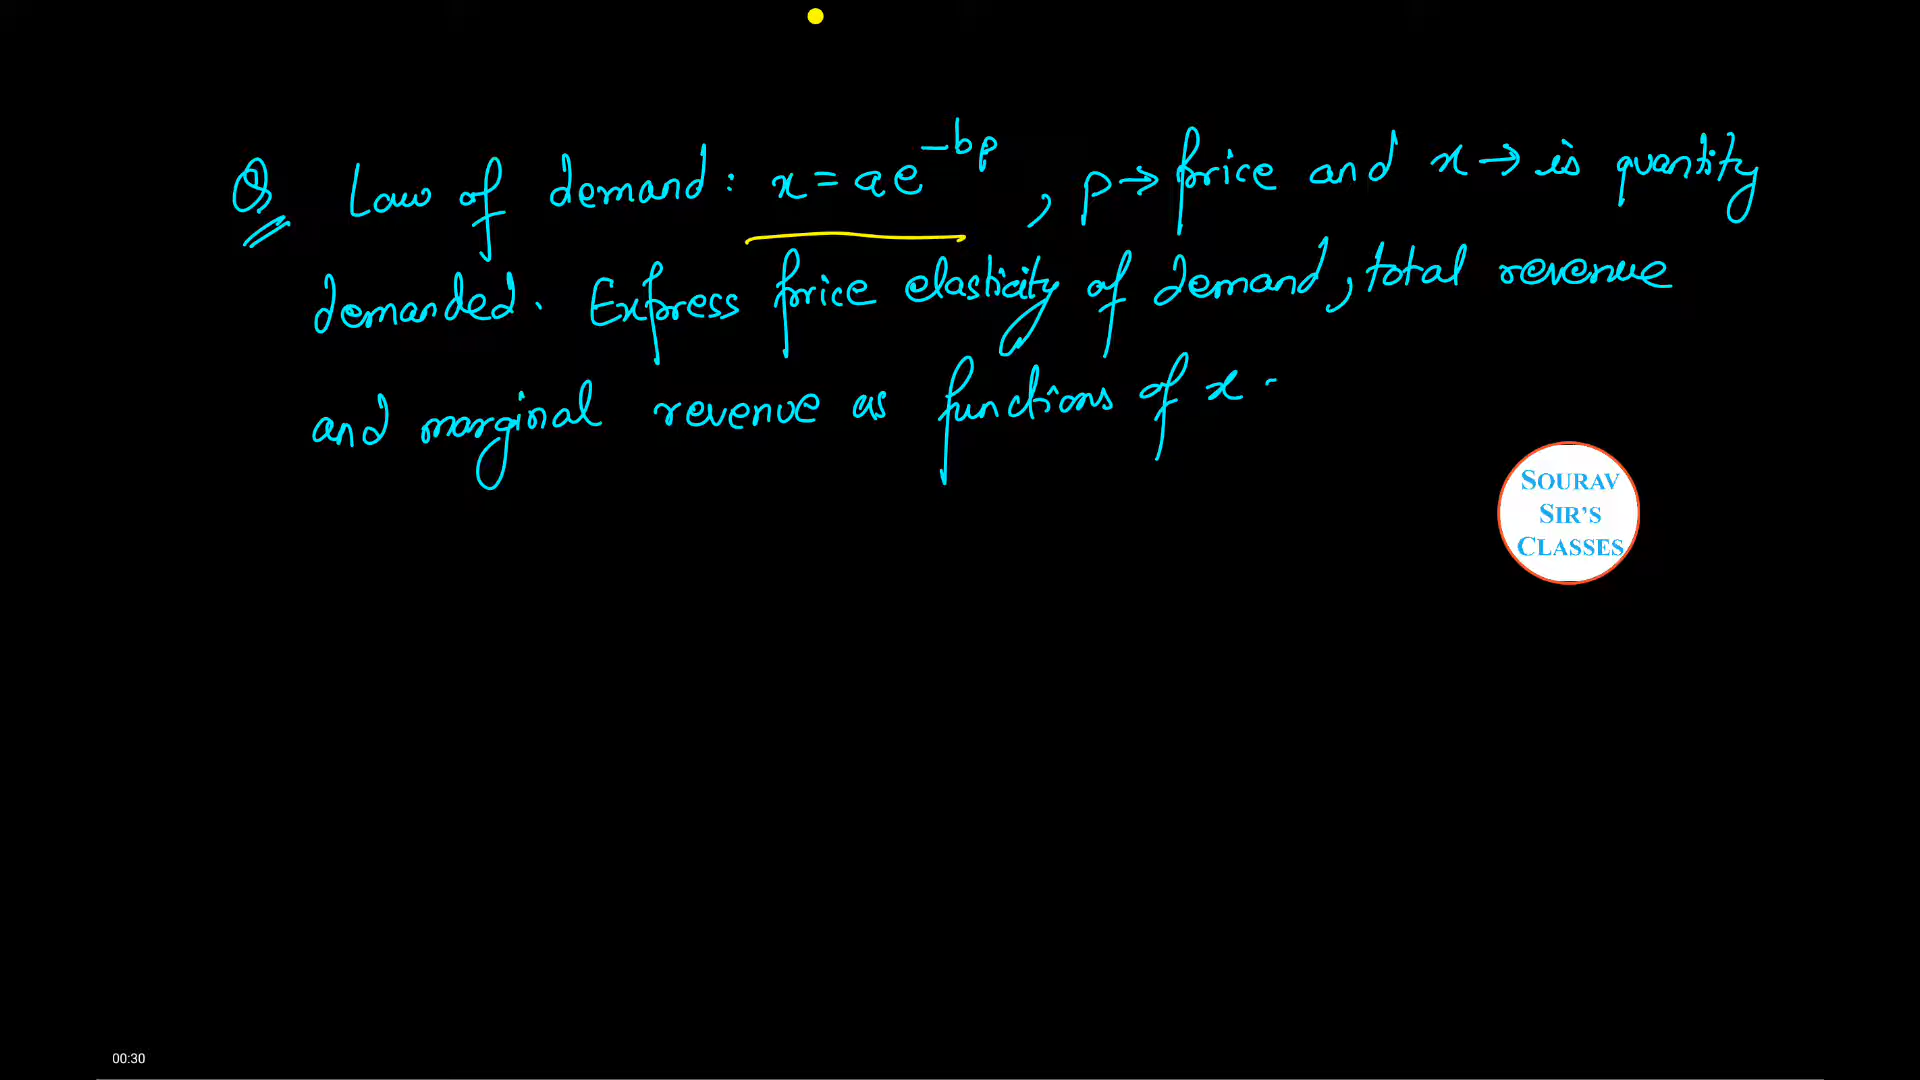 Q Law of demand: x = ae^{-bp}, p → price and x → is quantity
demanded. Express price elasticity of demand, total revenue
and marginal revenue as functions of x.
SOURAV
SIR'S
CLASSES
00:30